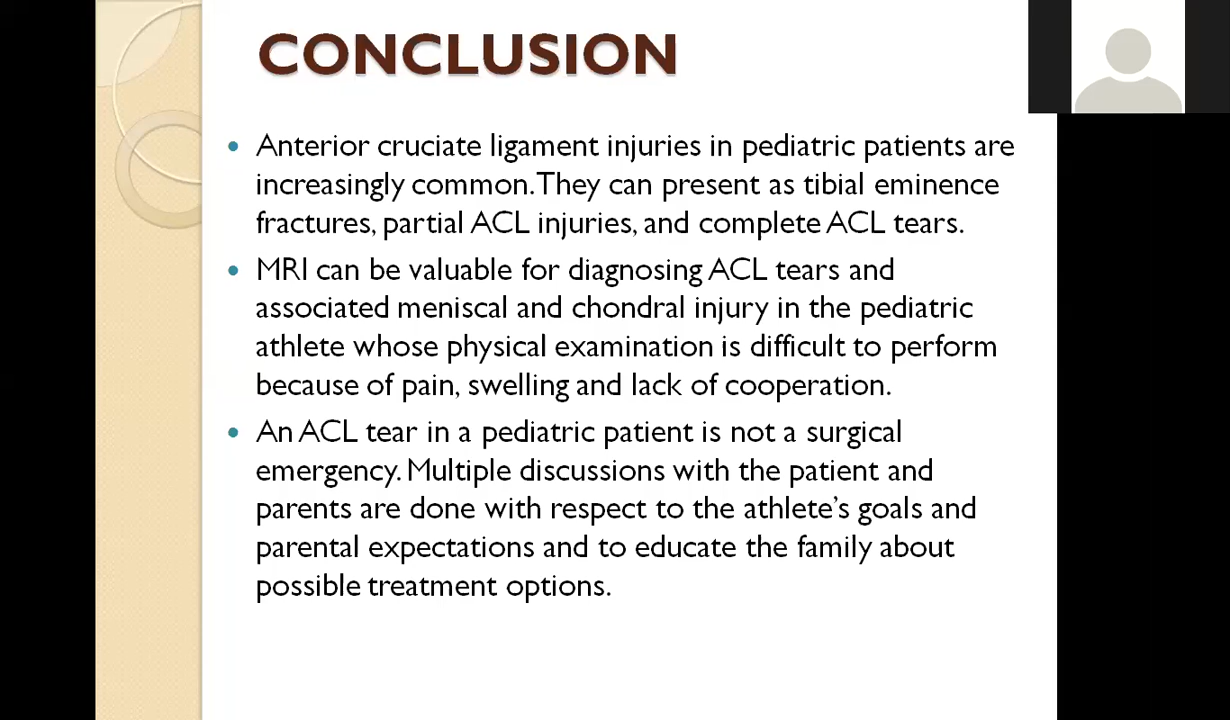 CONCLUSION
Anterior cruciate ligament injuries in pediatric patients are
increasingly common. They can present as tibial eminence
fractures, partial ACL injuries, and complete ACL tears.
MRI can be valuable for diagnosing ACL tears and
associated meniscal and chondral injury in the pediatric
athlete whose physical examination is difficult to perform
because of pain, swelling and lack of cooperation.
An ACL tear in a pediatric patient is not a surgical
emergency. Multiple discussions with the patient and
parents are done with respect to the athlete’s goals and
parental expectations and to educate the family about
possible treatment options.